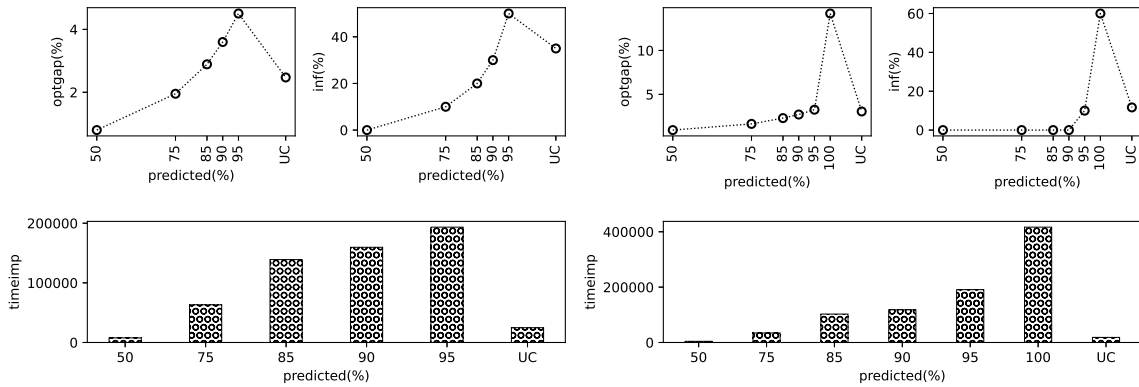 optgap(%)
4
2
50
75
85
90
95
UC
predicted(%)
inf(%)
40
20
0
50
75
85
90
95
UC
predicted(%)
optgap(%)
10
5
50
75
85
90
95
100
UC
predicted(%)
inf(%)
60
40
20
0
50
75
85
90
95
100
UC
predicted(%)
timeimp
200000
100000
0
50 75 85 90 95 UC
predicted(%)
timeimp
400000
200000
0
50 75 85 90 95 100 UC
predicted(%)